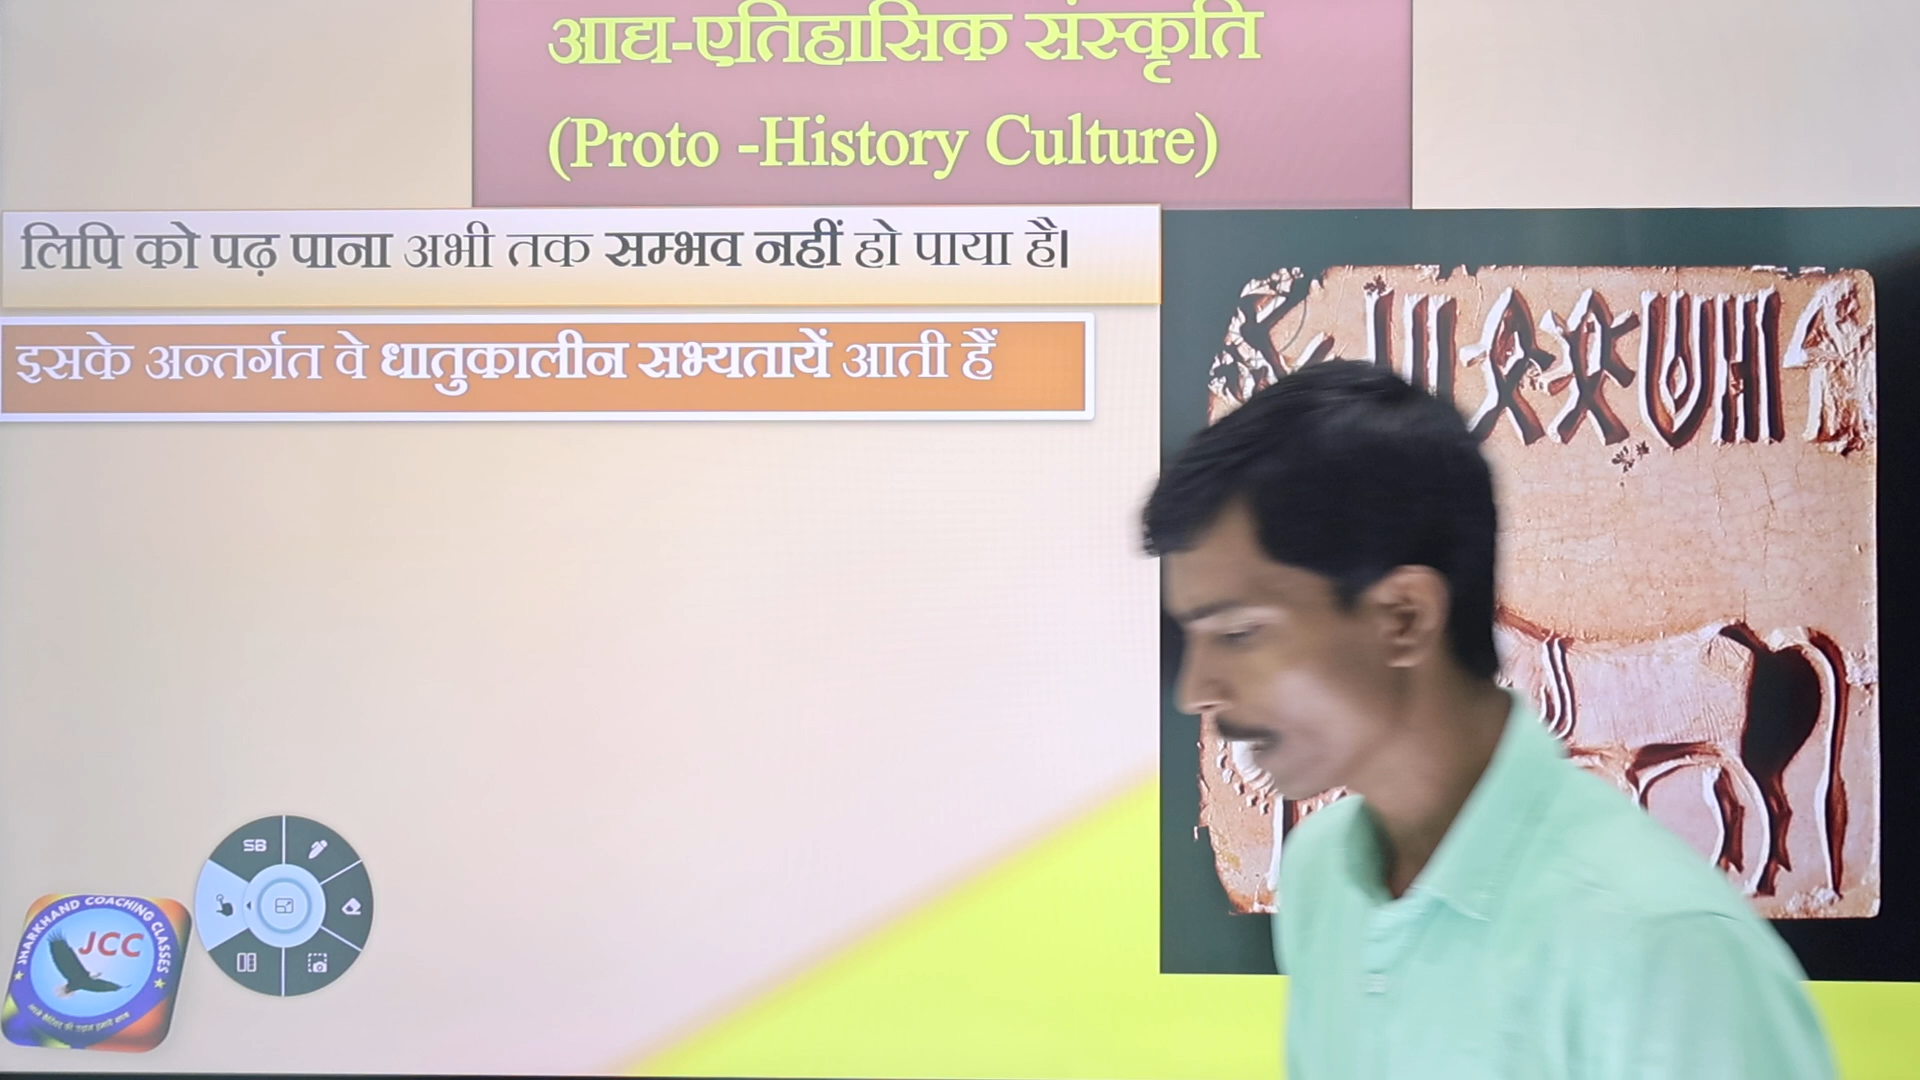 आद्य-एतिहासिक संस्कृति
(Proto -History Culture)
लिपि को पढ़ पाना अभी तक सम्भव नहीं हो पाया है।
इसके अन्तर्गत वे धातुकालीन सभ्यतायें आती हैं
SB
JHARKHAND COACHING CLASSES
JCC